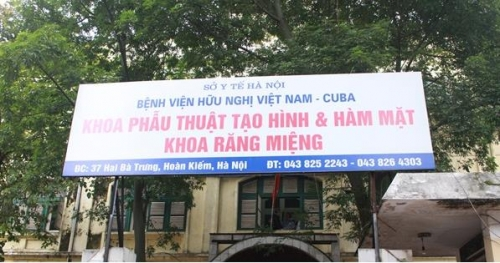 SỞ Y TẾ HÀ NỘI
BỆNH VIỆN HỮU NGHỊ VIỆT NAM - CUBA
KHOA PHẪU THUẬT TẠO HÌNH & HÀM MẶT
KHOA RĂNG MIỆNG
ĐC: 37 Hai Bà Trưng, Hoàn Kiếm, Hà Nội ĐT: 043 825 2243 - 043 826 4303